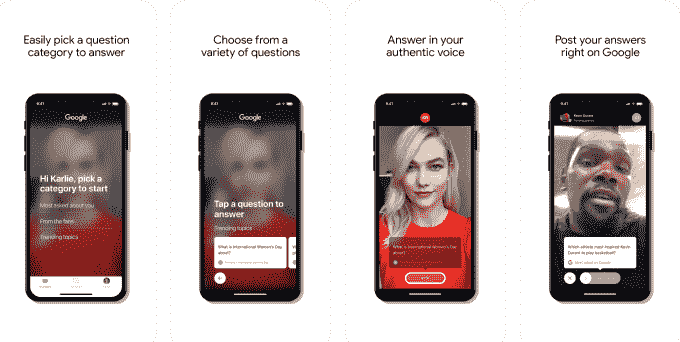 Easily pick a question
category to answer
9:41
Google
Hi Karlie, pick a
category to start
Most asked about you
From the fans
Trending topics
Choose from a
variety of questions
9:41
Google
Tap a question to
answer
Trending topics
What is International Women's Day
about?
Answer in your
authentic voice
9:41
What is International Women's Day
about?
Post your answers
right on Google
9:41
Kevin Durant
Which athlete most inspired Kevin
Durant to play basketball?